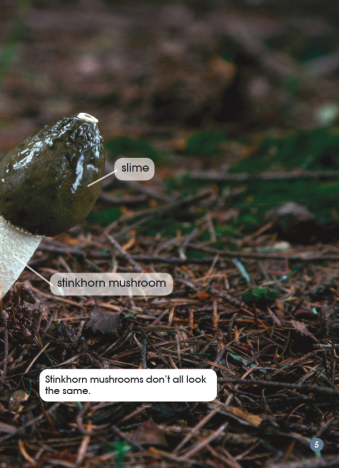 slime
stinkhorn mushroom
Stinkhorn mushrooms don't all look
the same.
5